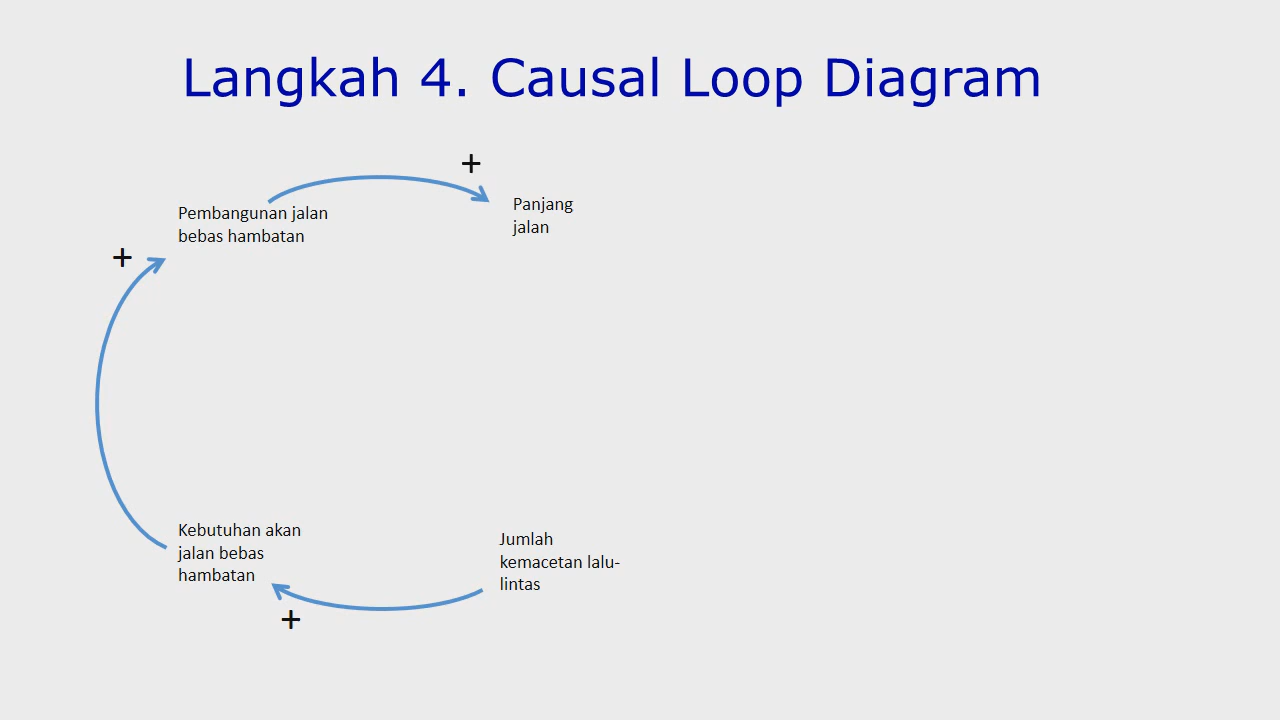 Langkah 4. Causal Loop Diagram
+
Pembangunan jalan
bebas hambatan
Panjang
jalan
+
Kebutuhan akan
jalan bebas
hambatan
Jumlah
kemacetan lalu-
lintas
+